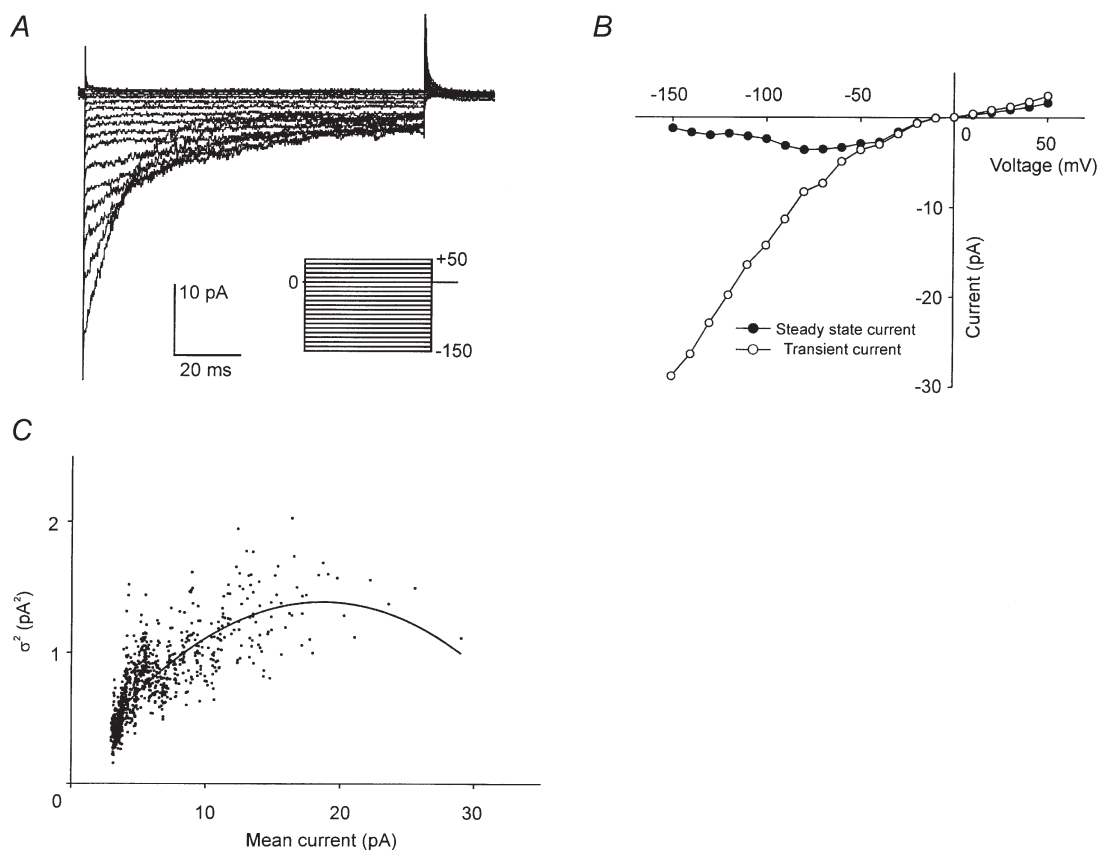 A
10 pA
20 ms
0
+50
-150
B
-150
-100
-50
0
50
Voltage (mV)
-10
-20
-30
Current (pA)
Steady state current
Transient current
C
2
1
0
10
20
30
σ² (pA²)
Mean current (pA)